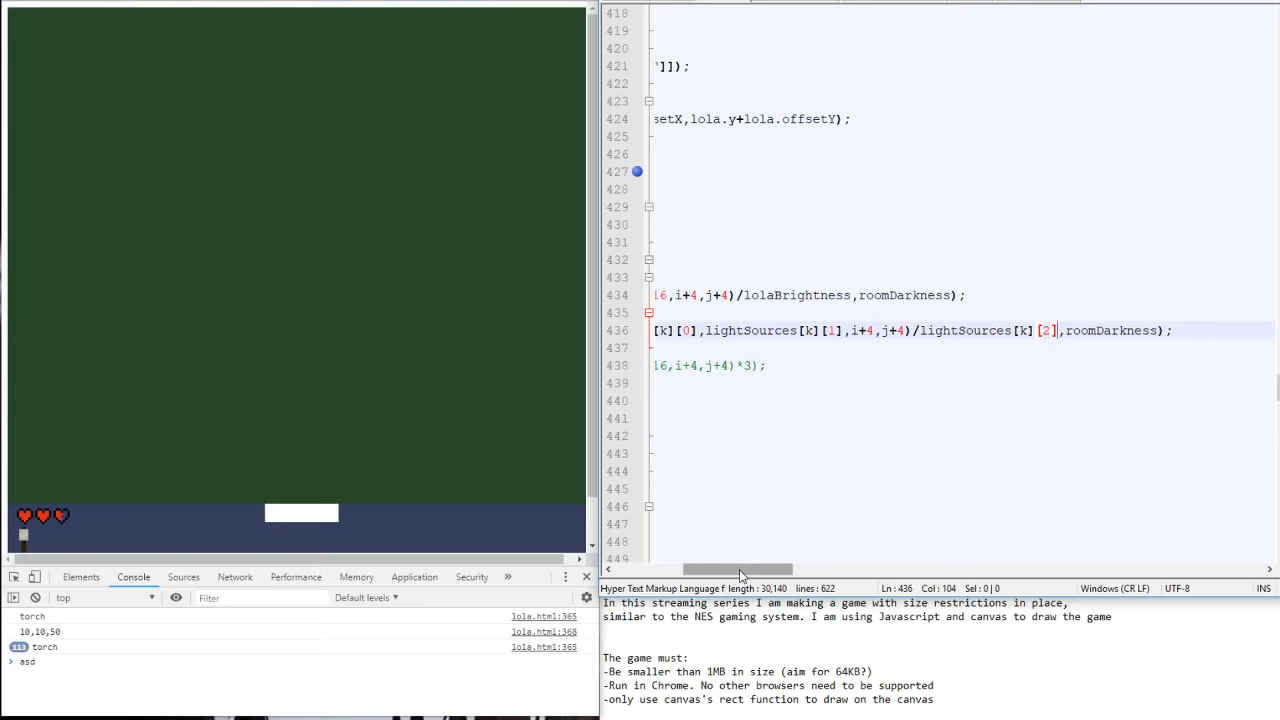 418
419
420
421 "]]);
422
423
424 setX,lola.y+lola.offsetY);
425
426
427
428
429
430
431
432
433
434 16,i+4,j+4)/lolaBrightness,roomDarkness);
435
436 [k][0],lightSources[k][1],i+4,j+4)/lightSources[k][2],roomDarkness);
437
438 16,i+4,j+4)*3);
439
440
441
442
443
444
445
446
447
448
449
Hyper Text Markup Language f length : 30,140 lines : 622 Ln : 436 Col : 104 Sel : 0 | 0 Windows (CR LF) UTF-8 INS
Elements Console Sources Network Performance Memory Application Security »
top Filter Default levels
torch lola.html:365
10,10,50 lola.html:368
113 torch lola.html:365
> asd
In this streaming series I am making a game with size restrictions in place,
similar to the NES gaming system. I am using Javascript and canvas to draw the game
The game must:
-Be smaller than 1MB in size (aim for 64KB?)
-Run in Chrome. No other browsers need to be supported
-only use canvas's rect function to draw on the canvas